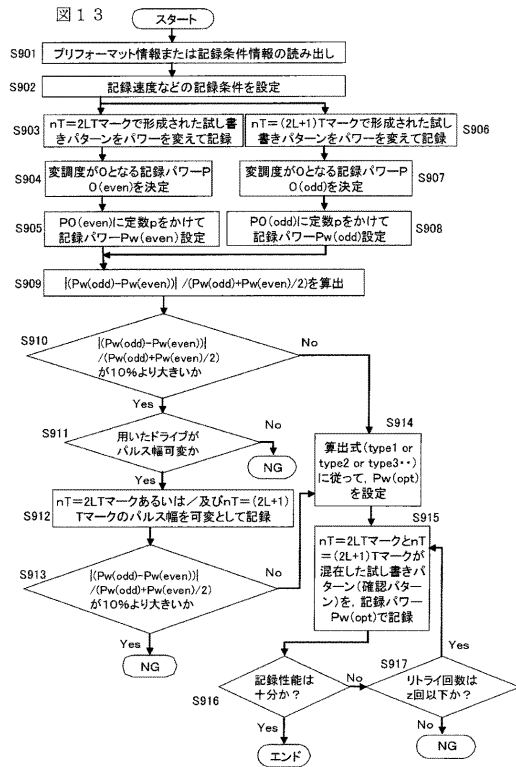 図13
スタート
S901
プリフォーマット情報または記録条件情報の読み出し
S902
記録速度などの記録条件を設定
S903
nT=2LTマークで形成された試し書
きパターンをパワーを変えて記録
nT=(2L+1)Tマークで形成された試し
書きパターンをパワーを変えて記録
S906
S904
変調度が0となる記録パワーP
0(even)を決定
変調度が0となる記録パワーP
0(odd)を決定
S907
S905
P0(even)に定数pをかけて
記録パワーPw(even)設定
P0(odd)に定数pをかけて
記録パワーPw(odd)設定
S908
S909
|(Pw(odd)-Pw(even))| /(Pw(odd)+Pw(even)/2)を算出
S910
|(Pw(odd)-Pw(even))|
/(Pw(odd)+Pw(even)/2)
が10%より大きいか
No
Yes
S911
用いたドライブが
パルス幅可変か
No
NG
Yes
S914
算出式(type1 or
type2 or type3・・)
に従って, Pw(opt)
を設定
S912
nT=2LTマークあるいは/及びnT=(2L+1)
Tマークのパルス幅を可変として記録
S915
nT=2LTマークとnT
=(2L+1)Tマークが
混在した試し書きパ
ターン(確認パター
ン)を, 記録パワー
Pw(opt)で記録
S913
|(Pw(odd)-Pw(even))|
/(Pw(odd)+Pw(even)/2)
が10%より大きいか
No
Yes
NG
S916
記録性能は
十分か?
No
Yes
エンド
S917
リトライ回数は
z回以下か?
Yes
No
NG